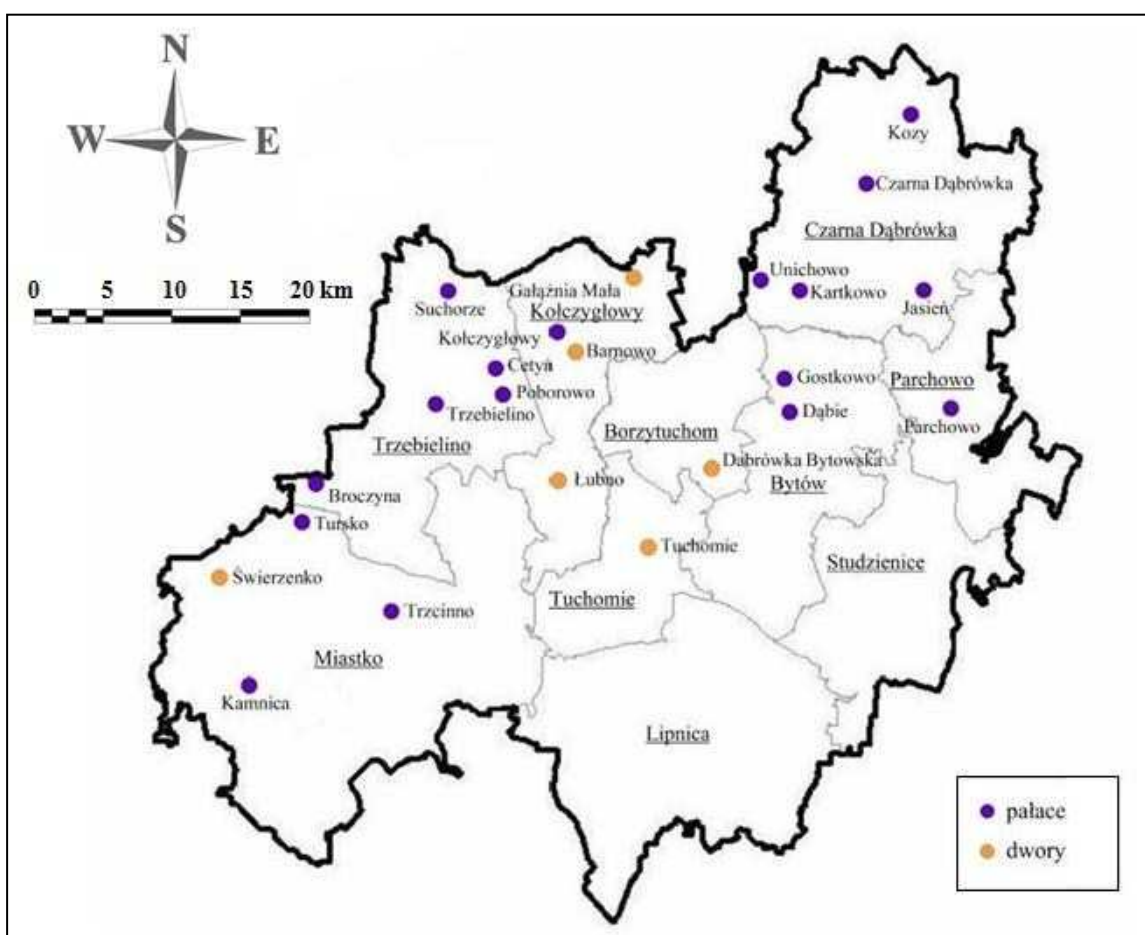 N
W E
S
0 5 10 15 20 km
Kozy
Czarna Dąbrówka
Czarna Dąbrówka
Unichowo
Kartkowo
Jasień
Suchorze
Gałąźnia Mała
Kołczygłowy
Kołczygłowy
Barnowo
Cetyń
Poborowo
Trzebielino
Trzebielino
Gostkowo
Dąbie
Parchowo
Parchowo
Borzytuchom
Dabrówka Bytowska
Bytów
Łubno
Broczyna
Tursko
Świerzenko
Tuchomie
Tuchomie
Studzienice
Trzcinno
Miastko
Kamnica
Lipnica
pałace
dwory